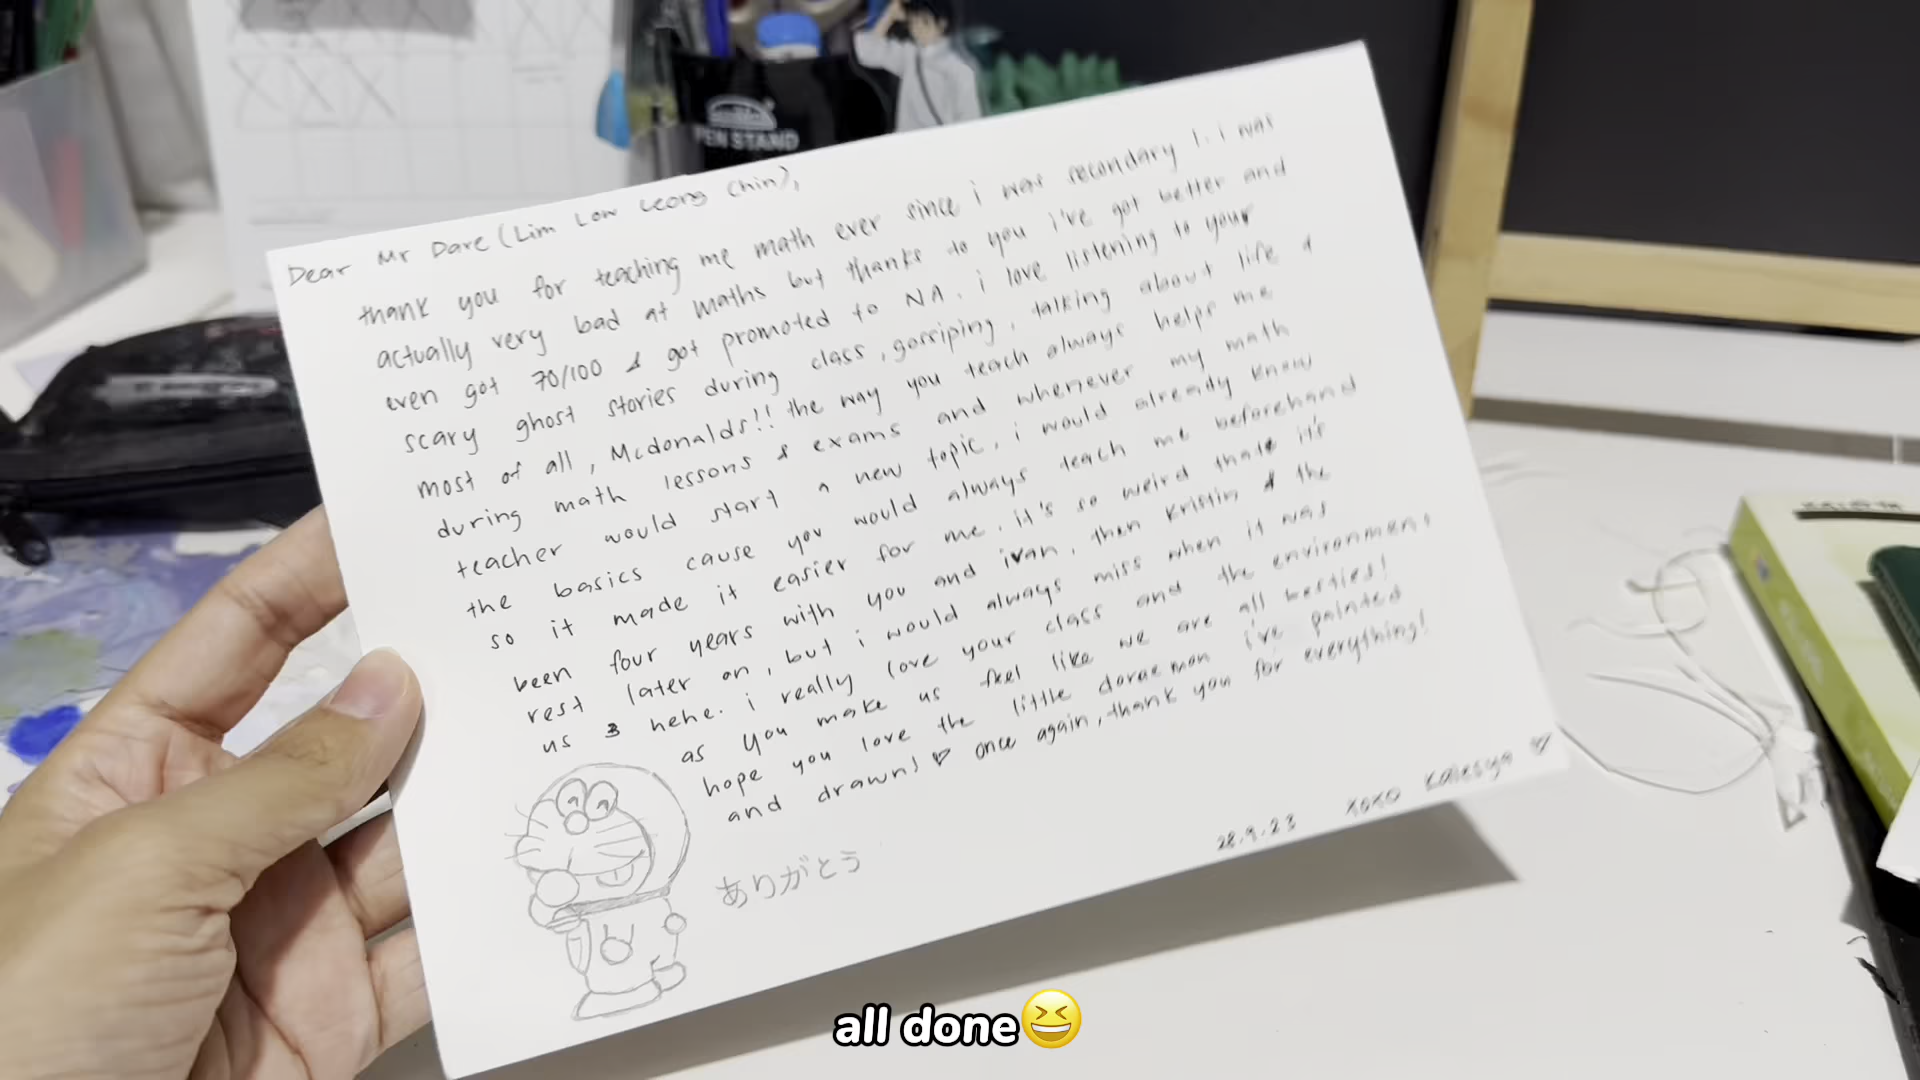 PEN STAND
Dear Mr Dave (Lim Low Leong Chin),
thank you for teaching me math ever since i was secondary 1. i was
actually very bad at maths but thanks to you i've got better and
even got 70/100 & got promoted to NA. i love listening to your
scary ghost stories during class, gossiping, talking about life &
most of all, Mcdonalds!! the way you teach always helps me
during math lessons & exams and whenever my math
teacher would start a new topic, i would already know
the basics cause you would always teach me beforehand
so it made it easier for me. it's so weird that it's
been four years with you and ivan, then kristin & the
rest later on, but i would always miss when it was
us 3 hehe. i really love your class and the environment
as you make us feel like we are all besties!
hope you love the little doraemon i've painted
and drawn! ♡ once again, thank you for everything!
ありがとう
28.9.23 xoxo ♡
all done😆